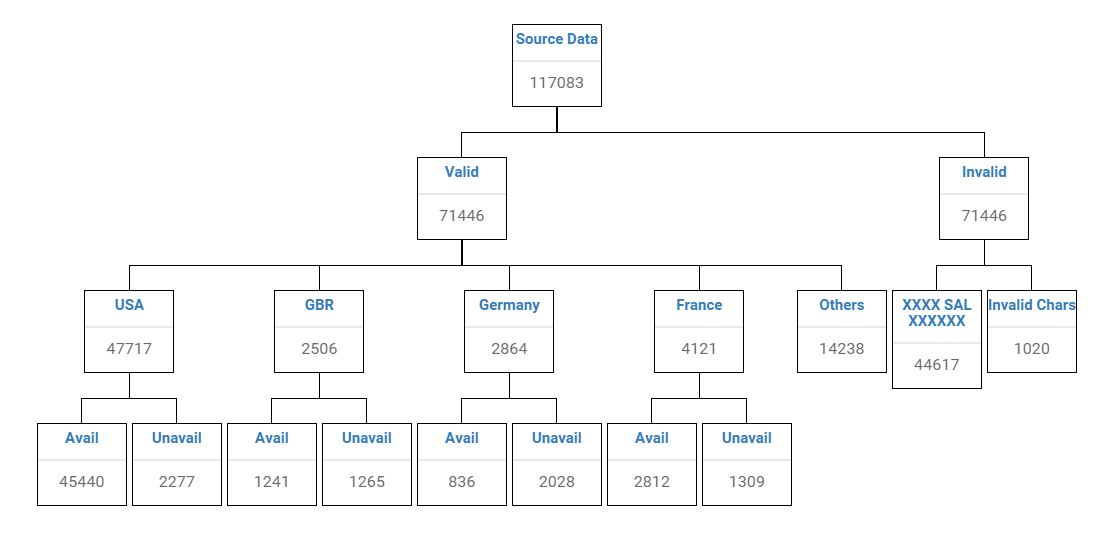 Source Data
117083
Valid
71446
Invalid
71446
USA
47717
GBR
2506
Germany
2864
France
4121
Others
14238
XXXX SAL
XXXXXX
44617
Invalid Chars
1020
Avail
45440
Unavail
2277
Avail
1241
Unavail
1265
Avail
836
Unavail
2028
Avail
2812
Unavail
1309